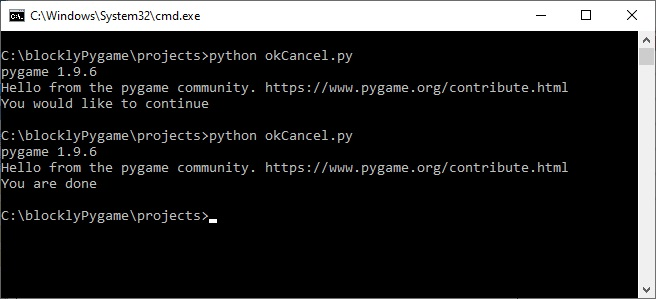 C:\Windows\System32\cmd.exe
C:\blocklyPygame\projects>python okCancel.py
pygame 1.9.6
Hello from the pygame community. https://www.pygame.org/contribute.html
You would like to continue
C:\blocklyPygame\projects>python okCancel.py
pygame 1.9.6
Hello from the pygame community. https://www.pygame.org/contribute.html
You are done
C:\blocklyPygame\projects>